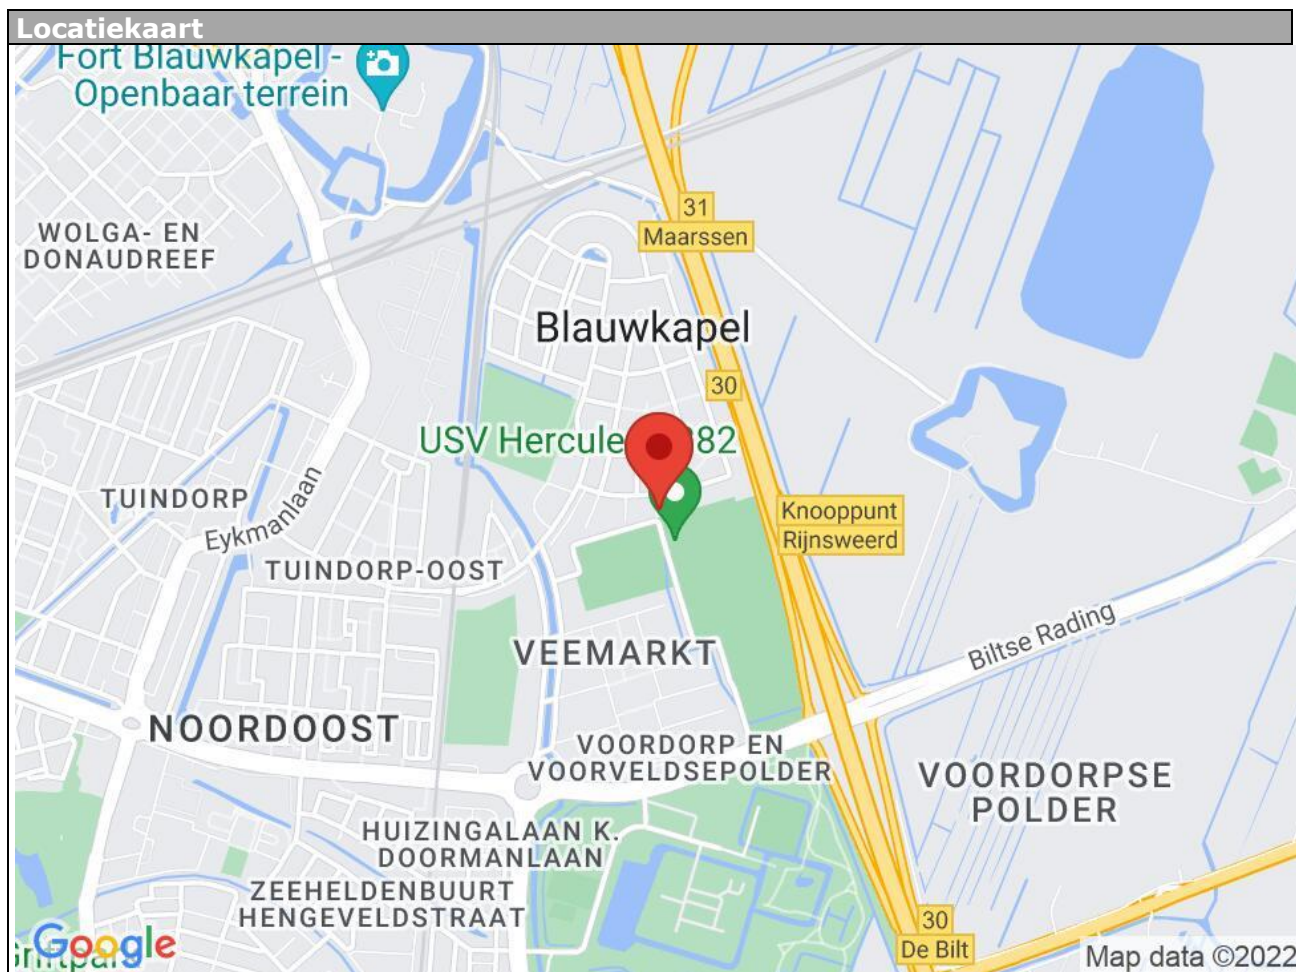 Locatiekaart
Fort Blauwkapel -
Openbaar terrein
31
Maarssen
WOLGA- EN
DONAUDREEF
Blauwkapel
30
USV Hercule 382
TUINDORP
Eykmanlaan
Knooppunt
Rijnsweerd
TUINDORP-OOST
Biltse Rading
VEEMARKT
NOORDOOST
VOORDORP EN
VOORVELDSEPOLDER
VOORDORPSE
POLDER
HUIZINGALAAN K.
DOORMANLAAN
ZEEHELDENBUURT
HENGEVELDSTRAAT
30
De Bilt
Google
Map data ©2022